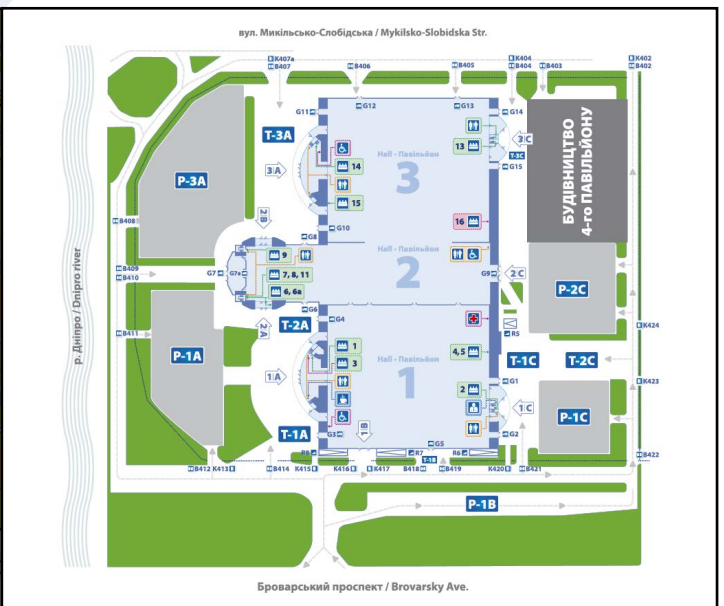 вул. Микільсько-Слобідська / Mykilsko-Slobidska Str.
K407a
B407
B406
B405
K404
B404
B403
K402
B402
G11
G12
G13
G14
T-3A
13
3C
T-3C
G15
БУДІВНИЦТВО
4-го ПАВІЛЬЙОНУ
P-3A
3A
14
15
Hall - Павільйон
3
16
G10
B408
2B
G8
9
G7
G7a
7, 8, 11
6, 6a
2
G9
2C
P-2C
B409
B410
р. Дніпро / Dnipro river
2A
G6
T-2A
G4
R5
K424
B411
P-1A
1A
1
3
Hall - Павільйон
1
4,5
T-1C
T-2C
2
G1
K423
1C
P-1C
T-1A
G3
1B
G5
G2
R8
R7
T-1B
R6
B422
B412
K413
B414
K415
K416
K417
B418
B419
K420
B421
P-1B
Броварський проспект / Brovarsky Ave.